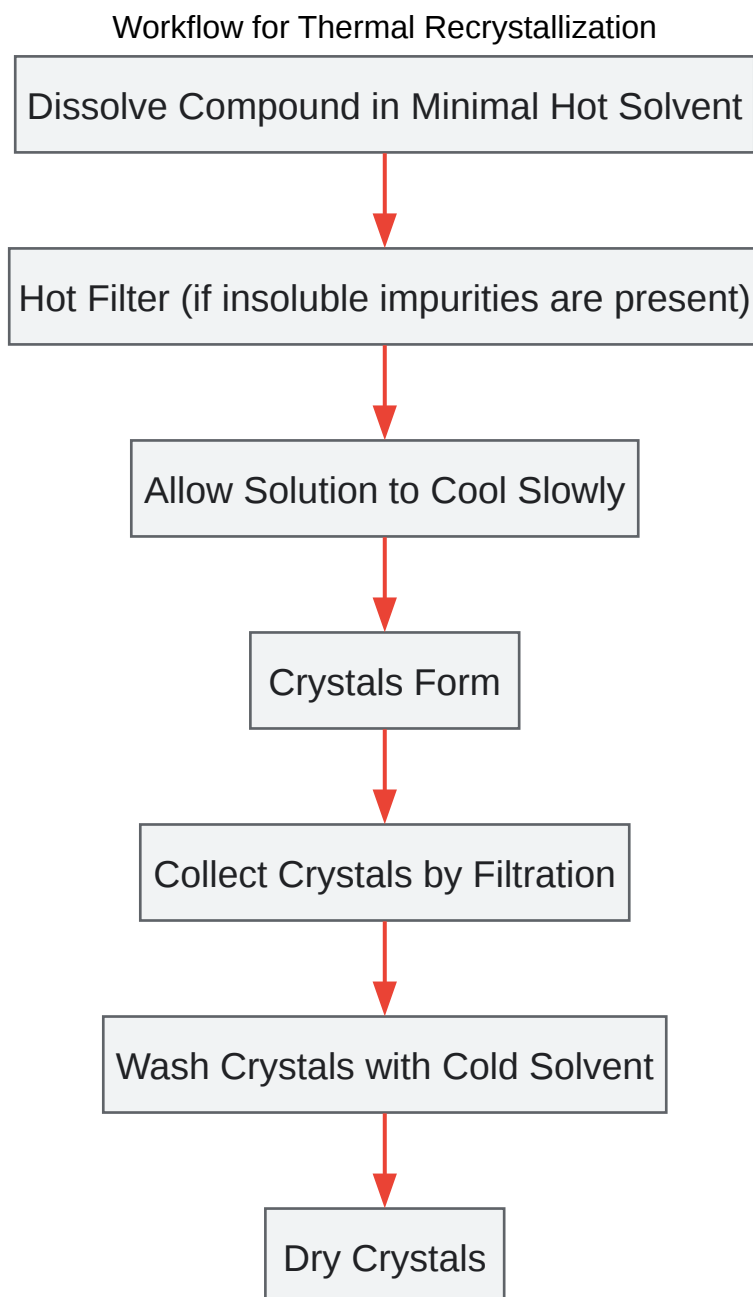 Workflow for Thermal Recrystallization
Dissolve Compound in Minimal Hot Solvent
Hot Filter (if insoluble impurities are present)
Allow Solution to Cool Slowly
Crystals Form
Collect Crystals by Filtration
Wash Crystals with Cold Solvent
Dry Crystals